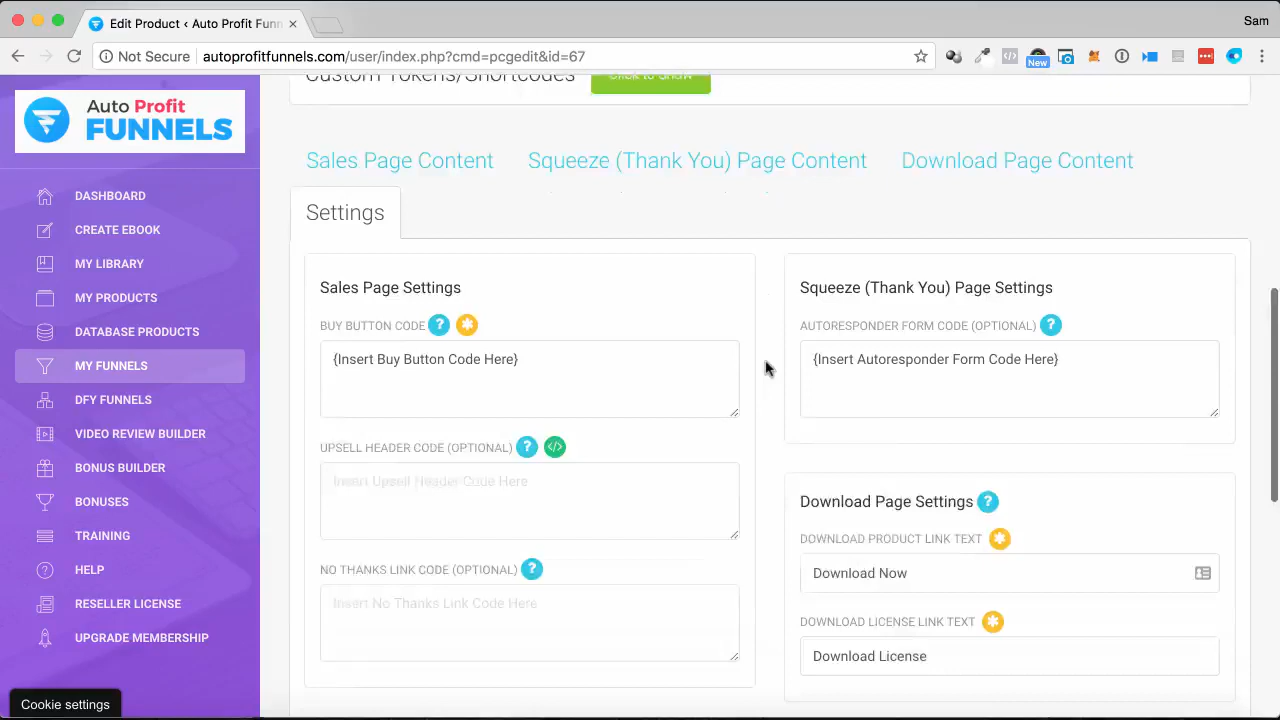 Edit Product ‹ Auto Profit Funn
Sam
Not Secure autoprofitfunnels.com/user/index.php?cmd=pcgedit&id=67
New
Auto Profit
FUNNELS
Custom Tokens/Shortcodes Click to Show
DASHBOARD
CREATE EBOOK
MY LIBRARY
MY PRODUCTS
DATABASE PRODUCTS
MY FUNNELS
DFY FUNNELS
VIDEO REVIEW BUILDER
BONUS BUILDER
BONUSES
TRAINING
HELP
RESELLER LICENSE
UPGRADE MEMBERSHIP
Cookie settings
Sales Page Content Squeeze (Thank You) Page Content Download Page Content
Settings
Sales Page Settings
BUY BUTTON CODE ?
{Insert Buy Button Code Here}
UPSELL HEADER CODE (OPTIONAL) ? </>
Insert Upsell Header Code Here
NO THANKS LINK CODE (OPTIONAL) ?
Insert No Thanks Link Code Here
Squeeze (Thank You) Page Settings
AUTORESPONDER FORM CODE (OPTIONAL) ?
{Insert Autoresponder Form Code Here}
Download Page Settings ?
DOWNLOAD PRODUCT LINK TEXT
Download Now
DOWNLOAD LICENSE LINK TEXT
Download License